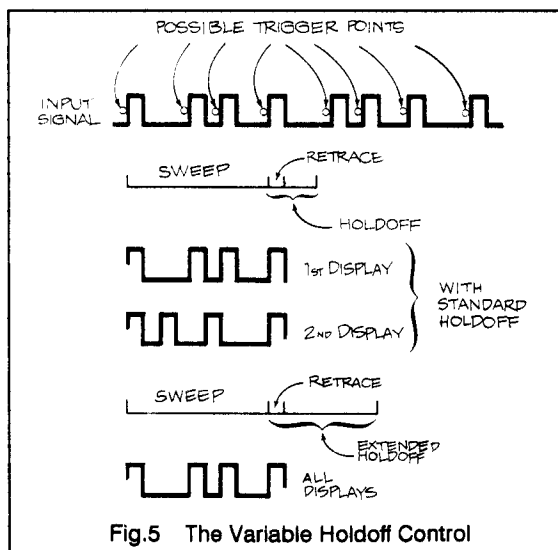 POSSIBLE TRIGGER POINTS
INPUT
SIGNAL
SWEEP
RETRACE
HOLDOFF
1ST DISPLAY
2ND DISPLAY
WITH
STANDARD
HOLDOFF
SWEEP
RETRACE
EXTENDED
HOLDOFF
ALL
DISPLAYS
Fig.5 The Variable Holdoff Control